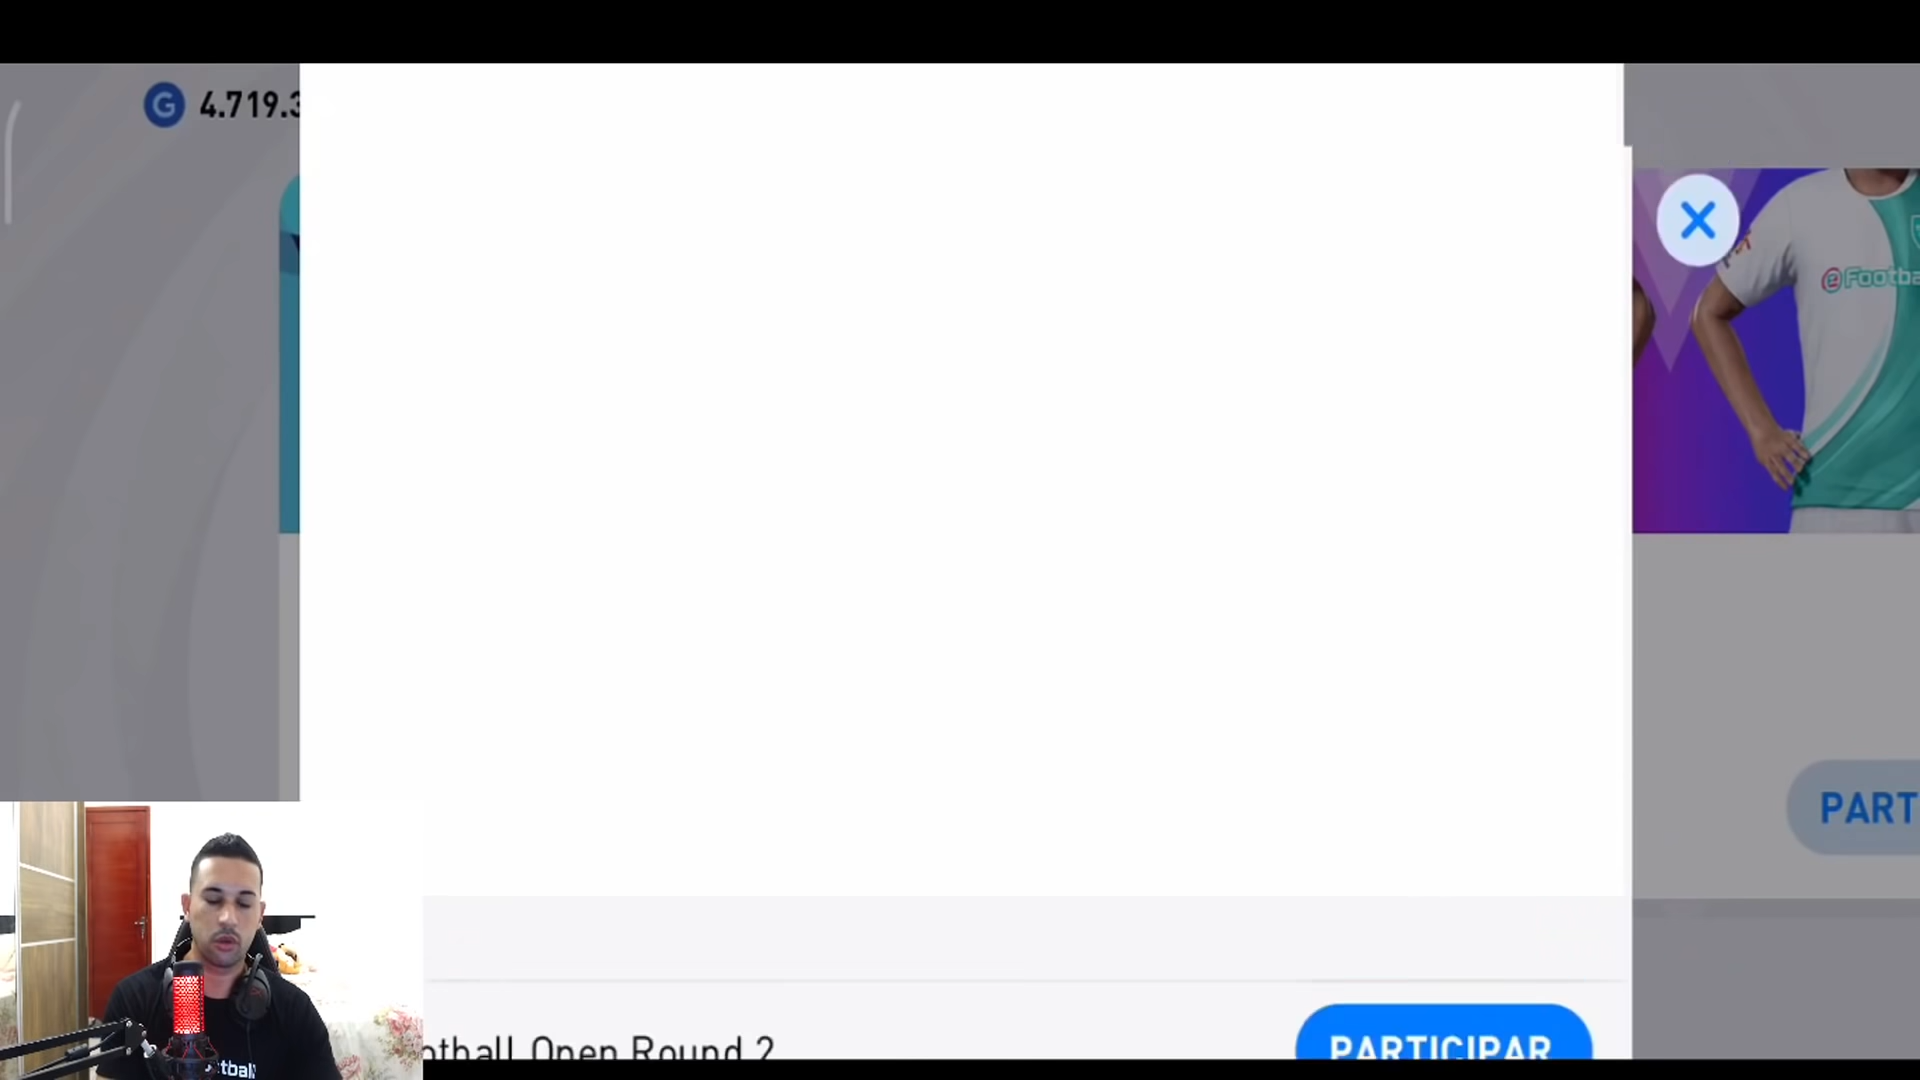 G 4.719.3
eFootba
PART
otball Open Round 2
PARTICIPAR
tball